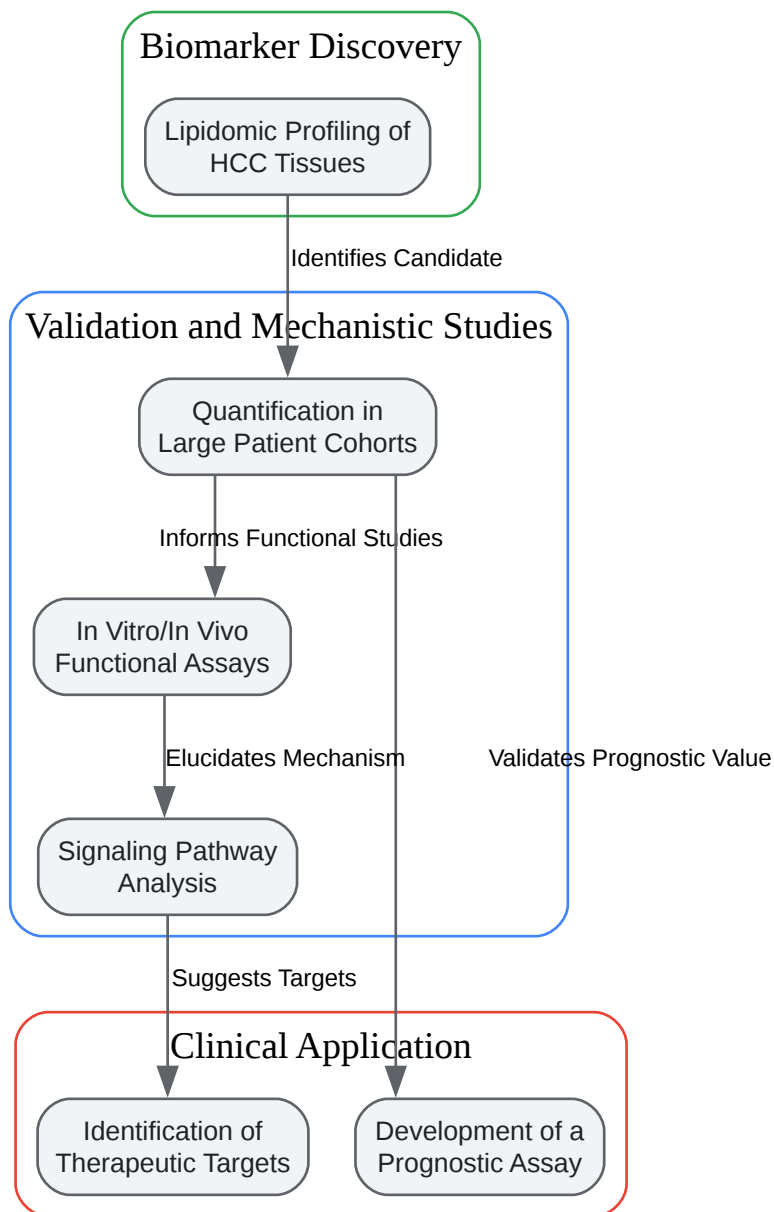 Biomarker Discovery
Lipidomic Profiling of
HCC Tissues
Identifies Candidate
Validation and Mechanistic Studies
Quantification in
Large Patient Cohorts
Informs Functional Studies
In Vitro/In Vivo
Functional Assays
Elucidates Mechanism
Validates Prognostic Value
Signaling Pathway
Analysis
Suggests Targets
Clinical Application
Identification of
Therapeutic Targets
Development of a
Prognostic Assay